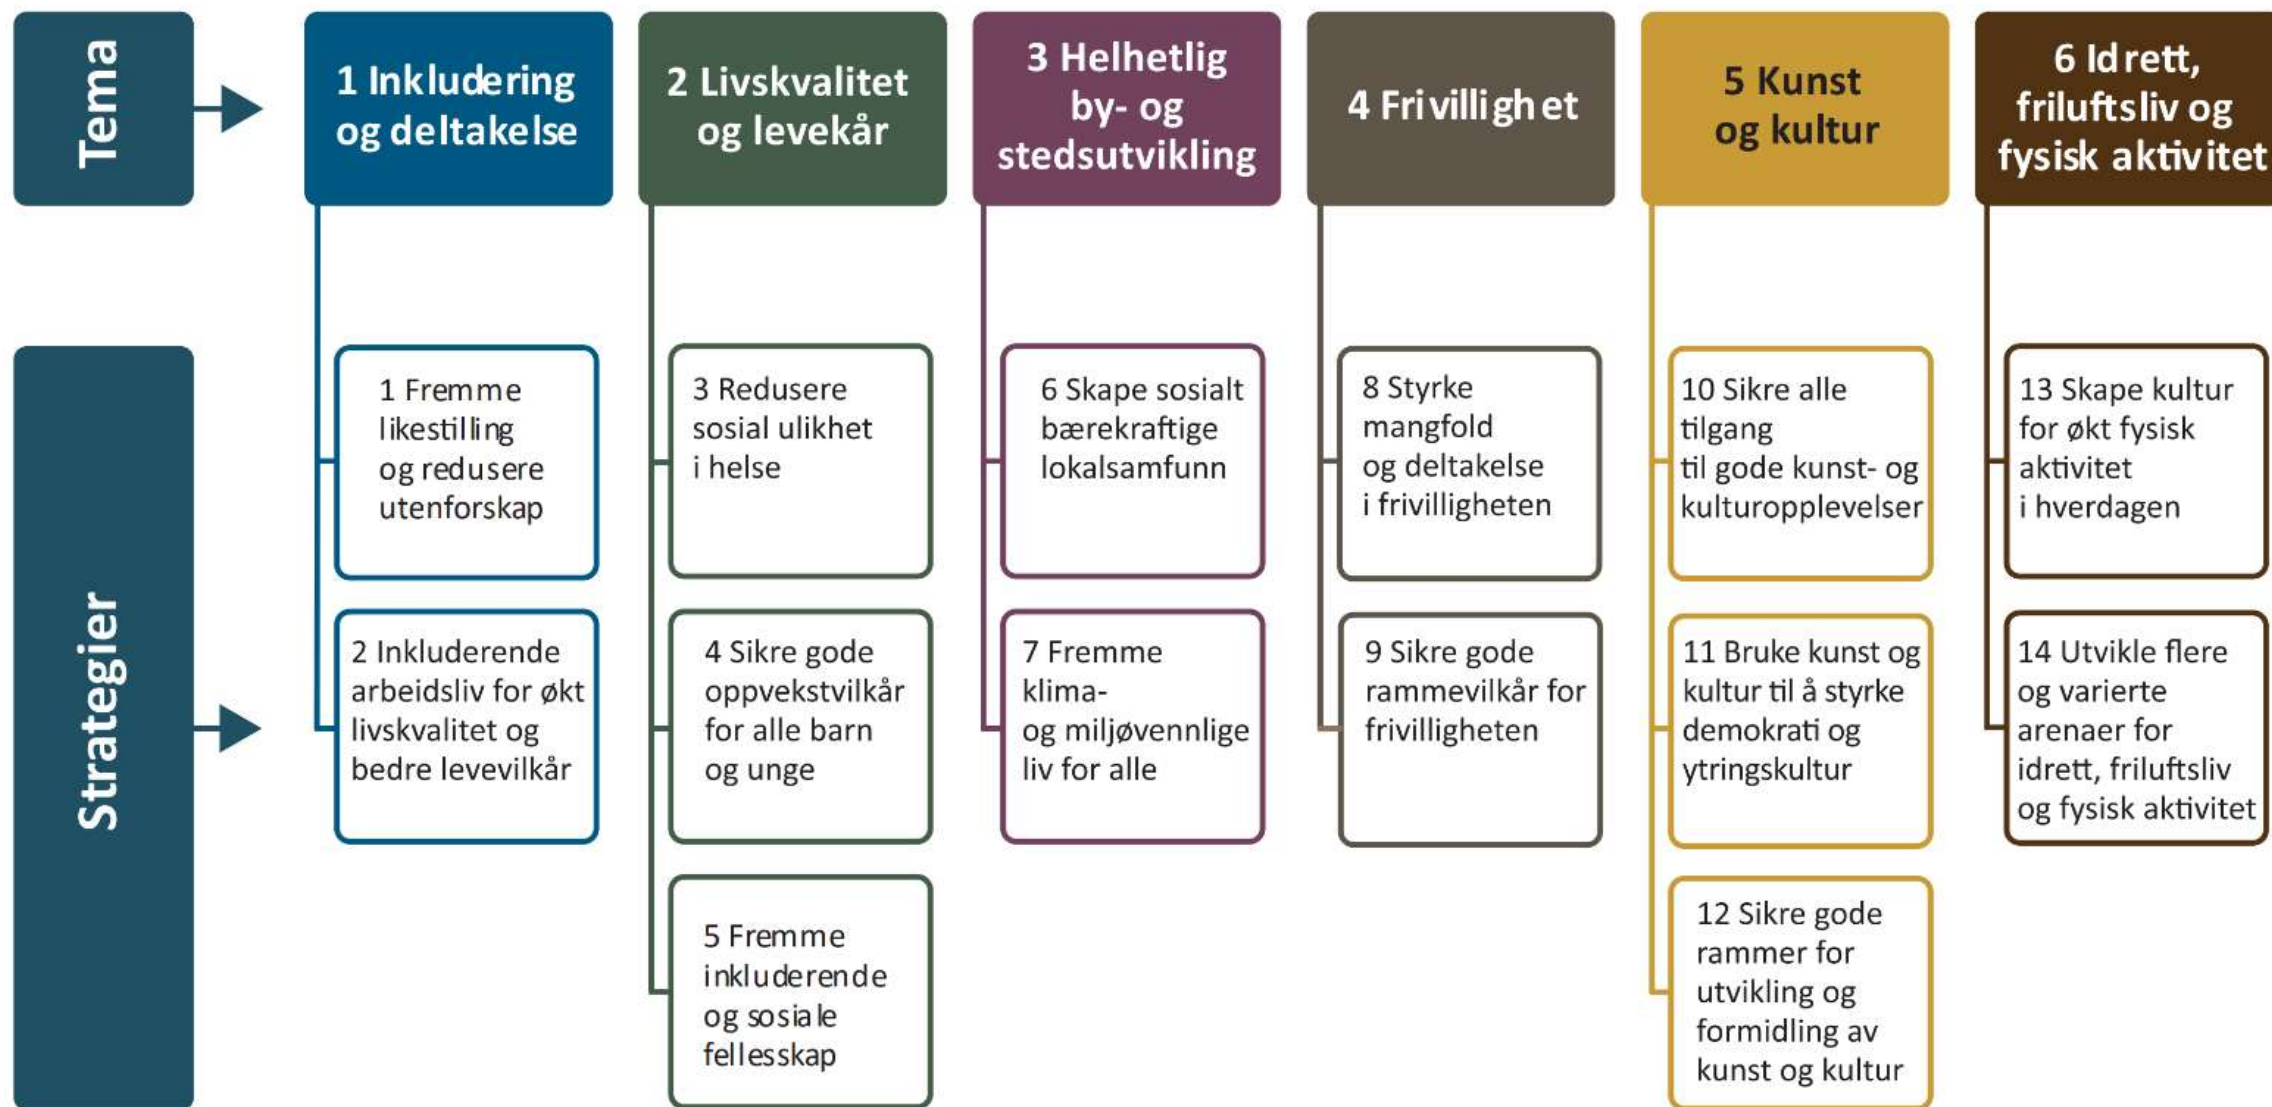 Tema
1 Inkludering
og deltakelse
2 Livskvalitet
og levekår
3 Helhetlig
by- og
stedsutvikling
4 Frivillighet
5 Kunst
og kultur
6 Idrett,
friluftsliv og
fysisk aktivitet
Strategier
1 Fremme
likestilling
og redusere
utenforskap
2 Inkluderende
arbeidsliv for økt
livskvalitet og
bedre levevilkår
3 Redusere
sosial ulikhet
i helse
4 Sikre gode
oppvekstvilkår
for alle barn
og unge
5 Fremme
inkluderende
og sosiale
fellesskap
6 Skape sosialt
bærekraftige
lokalsamfunn
7 Fremme
klima-
og miljøvennlige
liv for alle
8 Styrke
mangfold
og deltakelse
i frivilligheten
9 Sikre gode
rammevilkår for
frivilligheten
10 Sikre alle
tilgang
til gode kunst- og
kulturopplevelser
11 Bruke kunst og
kultur til å styrke
demokrati og
ytringskultur
12 Sikre gode
rammer for
utvikling og
formidling av
kunst og kultur
13 Skape kultur
for økt fysisk
aktivitet
i hverdagen
14 Utvikle flere
og varierte
arenaer for
idrett, friluftsliv
og fysisk aktivitet